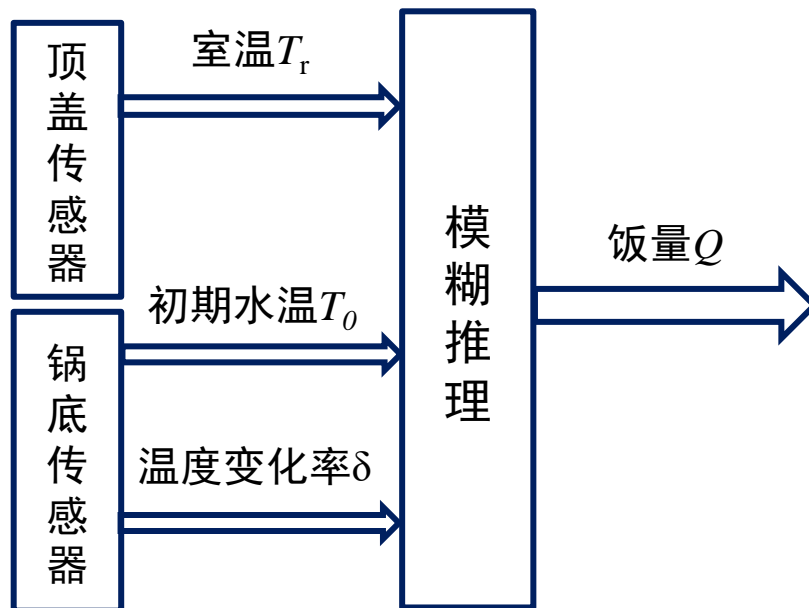 顶盖传感器
室温Tr
初期水温T0
锅底传感器
温度变化率δ
模糊推理
饭量Q